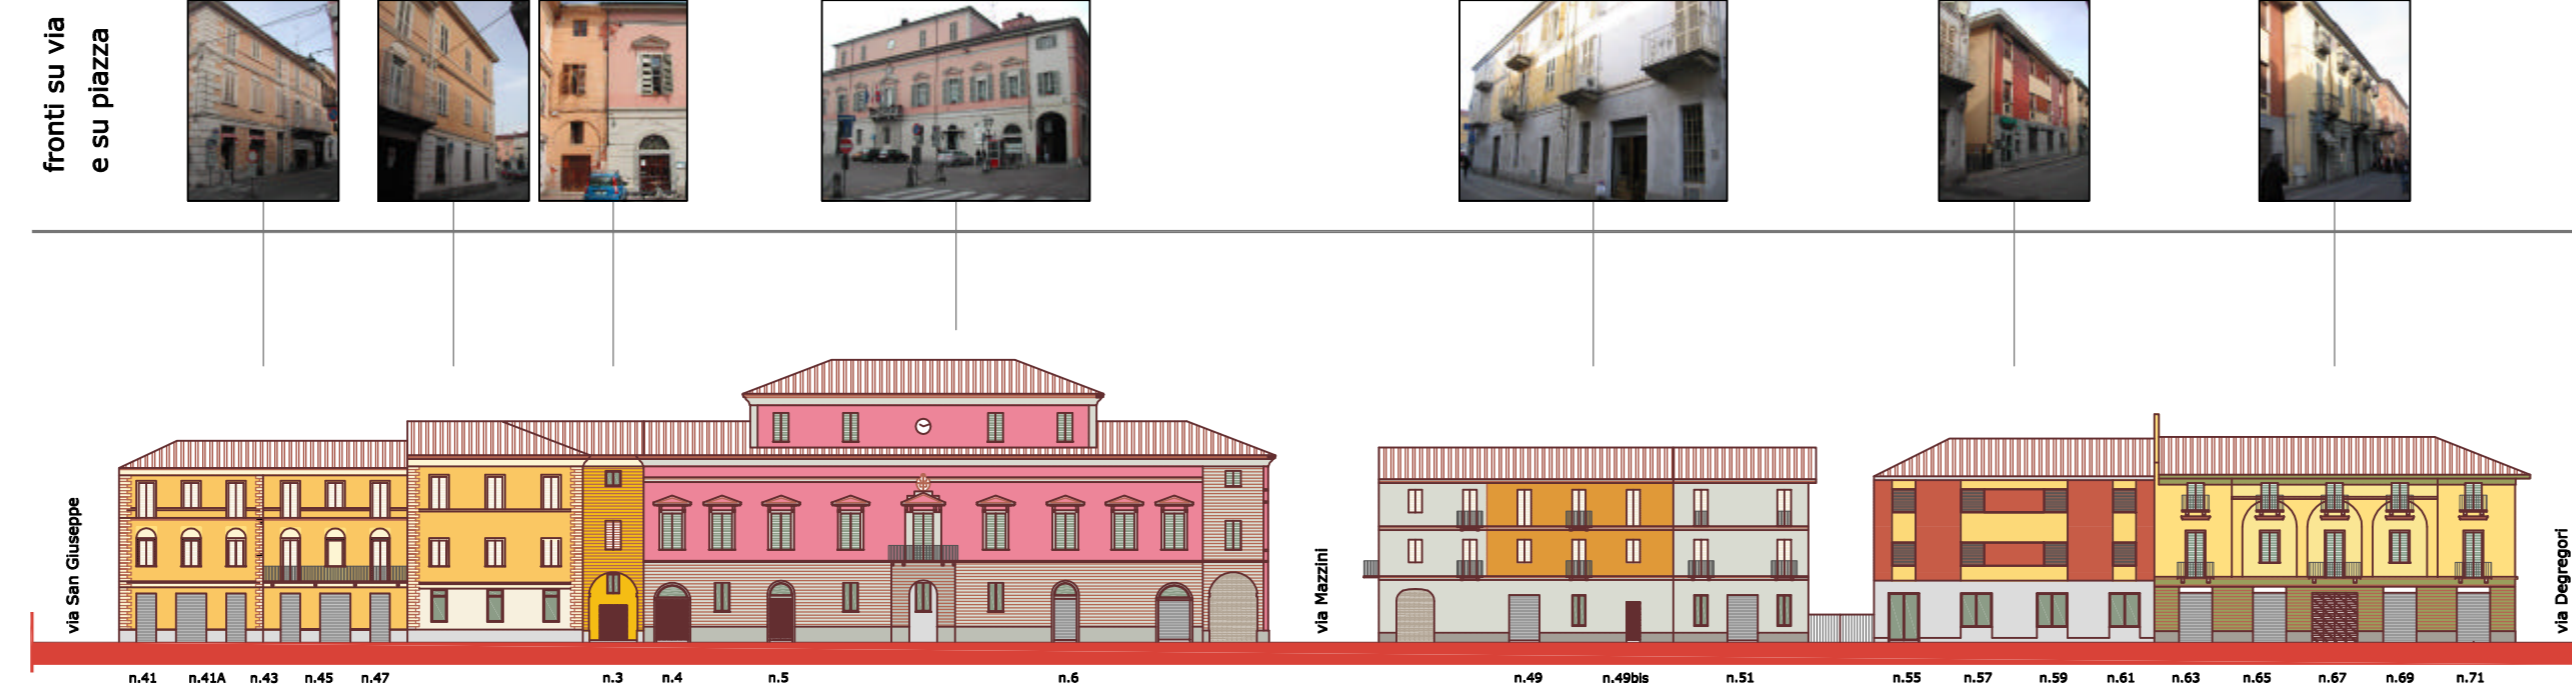 fronti su via
e su piazza
via San Giuseppe
via Mazzini
via Degregori
n.41
n.41A
n.43
n.45
n.47
n.3
n.4
n.5
n.6
n.49
n.49bis
n.51
n.55
n.57
n.59
n.61
n.63
n.65
n.67
n.69
n.71